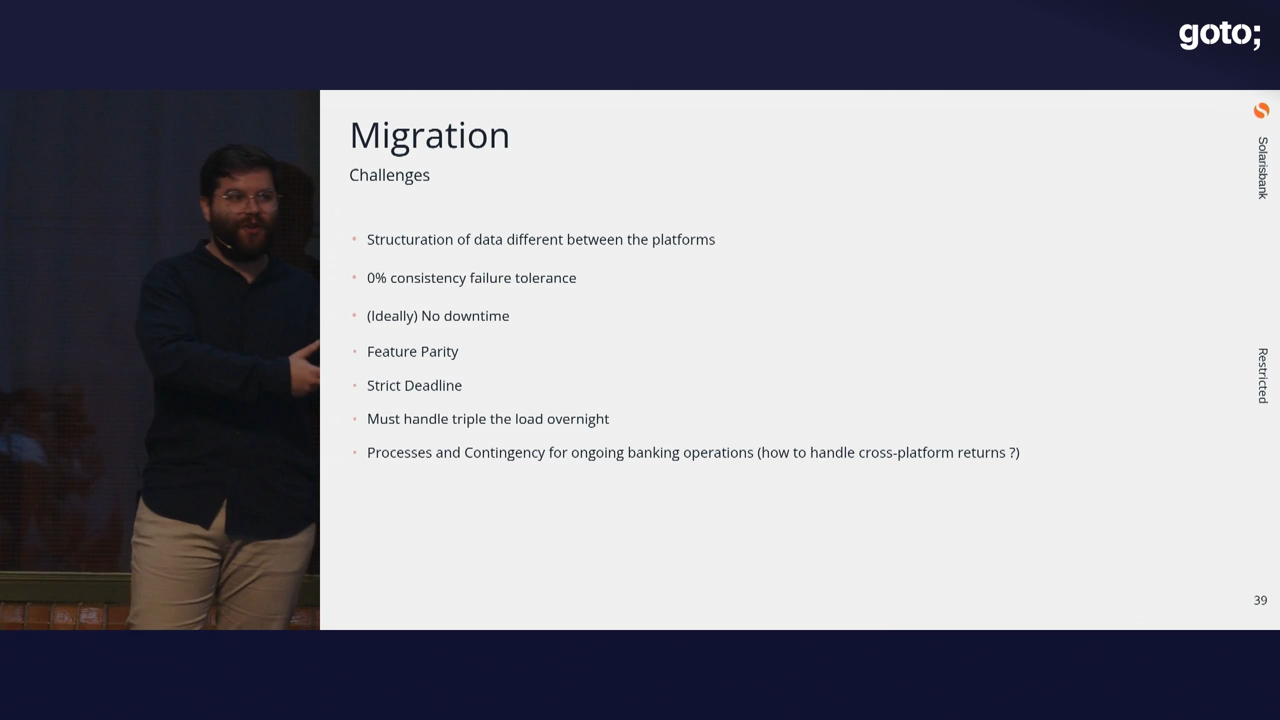 goto;
Migration
Challenges
Solarisbank
• Structuration of data different between the platforms
• 0% consistency failure tolerance
• (Ideally) No downtime
• Feature Parity
Restricted
• Strict Deadline
• Must handle triple the load overnight
• Processes and Contingency for ongoing banking operations (how to handle cross-platform returns ?)
39